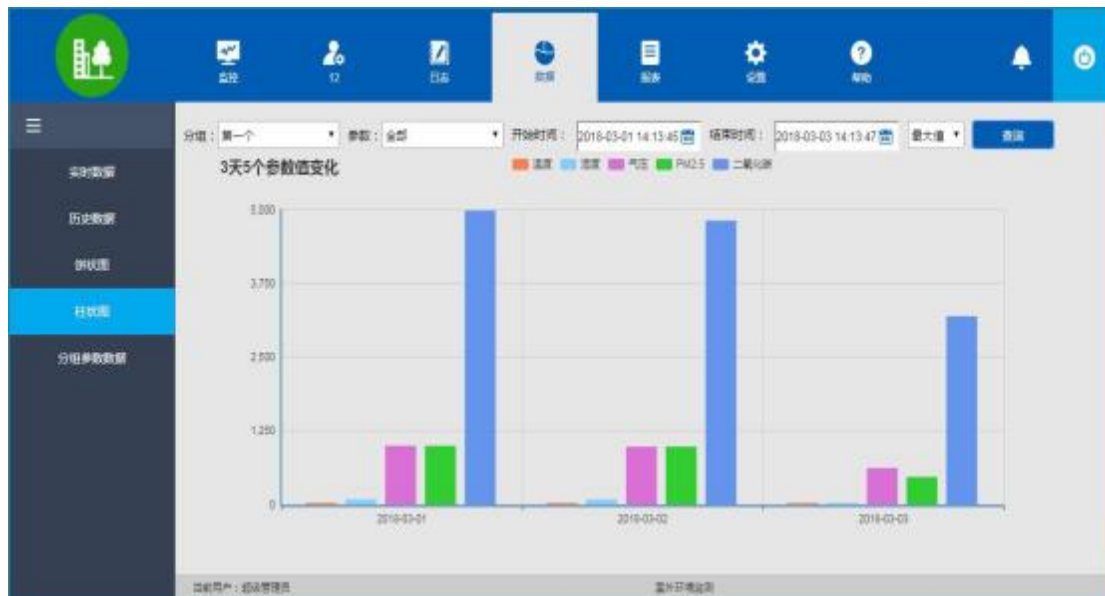 监控
12
日志
数据
报表
设置
帮助
分组：第一个 参数：全部 开始时间： 2018-03-01 14:13:45 结束时间： 2018-03-03 14:13:47 最大值 查询
3天5个参数值变化
温度 湿度 气压 PM2.5 二氧化碳
实时数据
历史数据
饼状图
柱状图
分组参数数据
5,000
3,750
2,500
1,250
0
2018-03-01
2018-03-02
2018-03-03
当前用户：超级管理员
室外环境监测